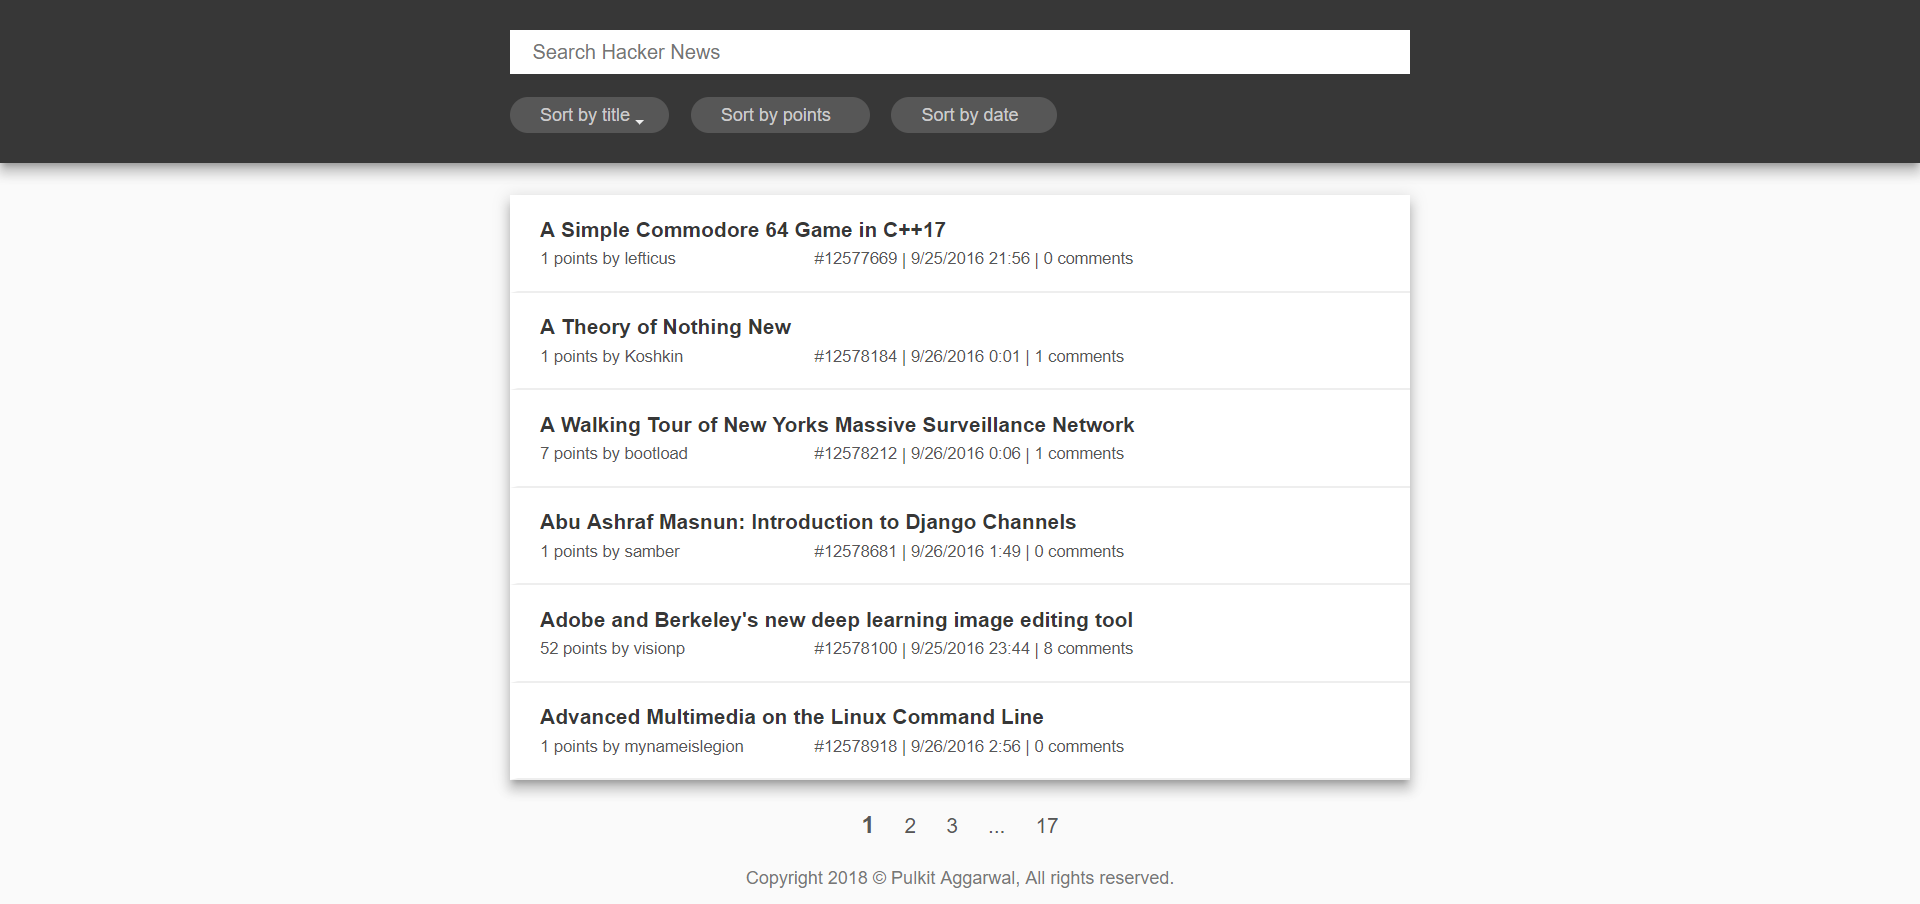 Search Hacker News
Sort by title Sort by points Sort by date
A Simple Commodore 64 Game in C++17
1 points by lefticus #12577669 | 9/25/2016 21:56 | 0 comments
A Theory of Nothing New
1 points by Koshkin #12578184 | 9/26/2016 0:01 | 1 comments
A Walking Tour of New Yorks Massive Surveillance Network
7 points by bootload #12578212 | 9/26/2016 0:06 | 1 comments
Abu Ashraf Masnun: Introduction to Django Channels
1 points by samber #12578681 | 9/26/2016 1:49 | 0 comments
Adobe and Berkeley's new deep learning image editing tool
52 points by visionp #12578100 | 9/25/2016 23:44 | 8 comments
Advanced Multimedia on the Linux Command Line
1 points by mynameislegion #12578918 | 9/26/2016 2:56 | 0 comments
1 2 3 ... 17
Copyright 2018 © Pulkit Aggarwal, All rights reserved.